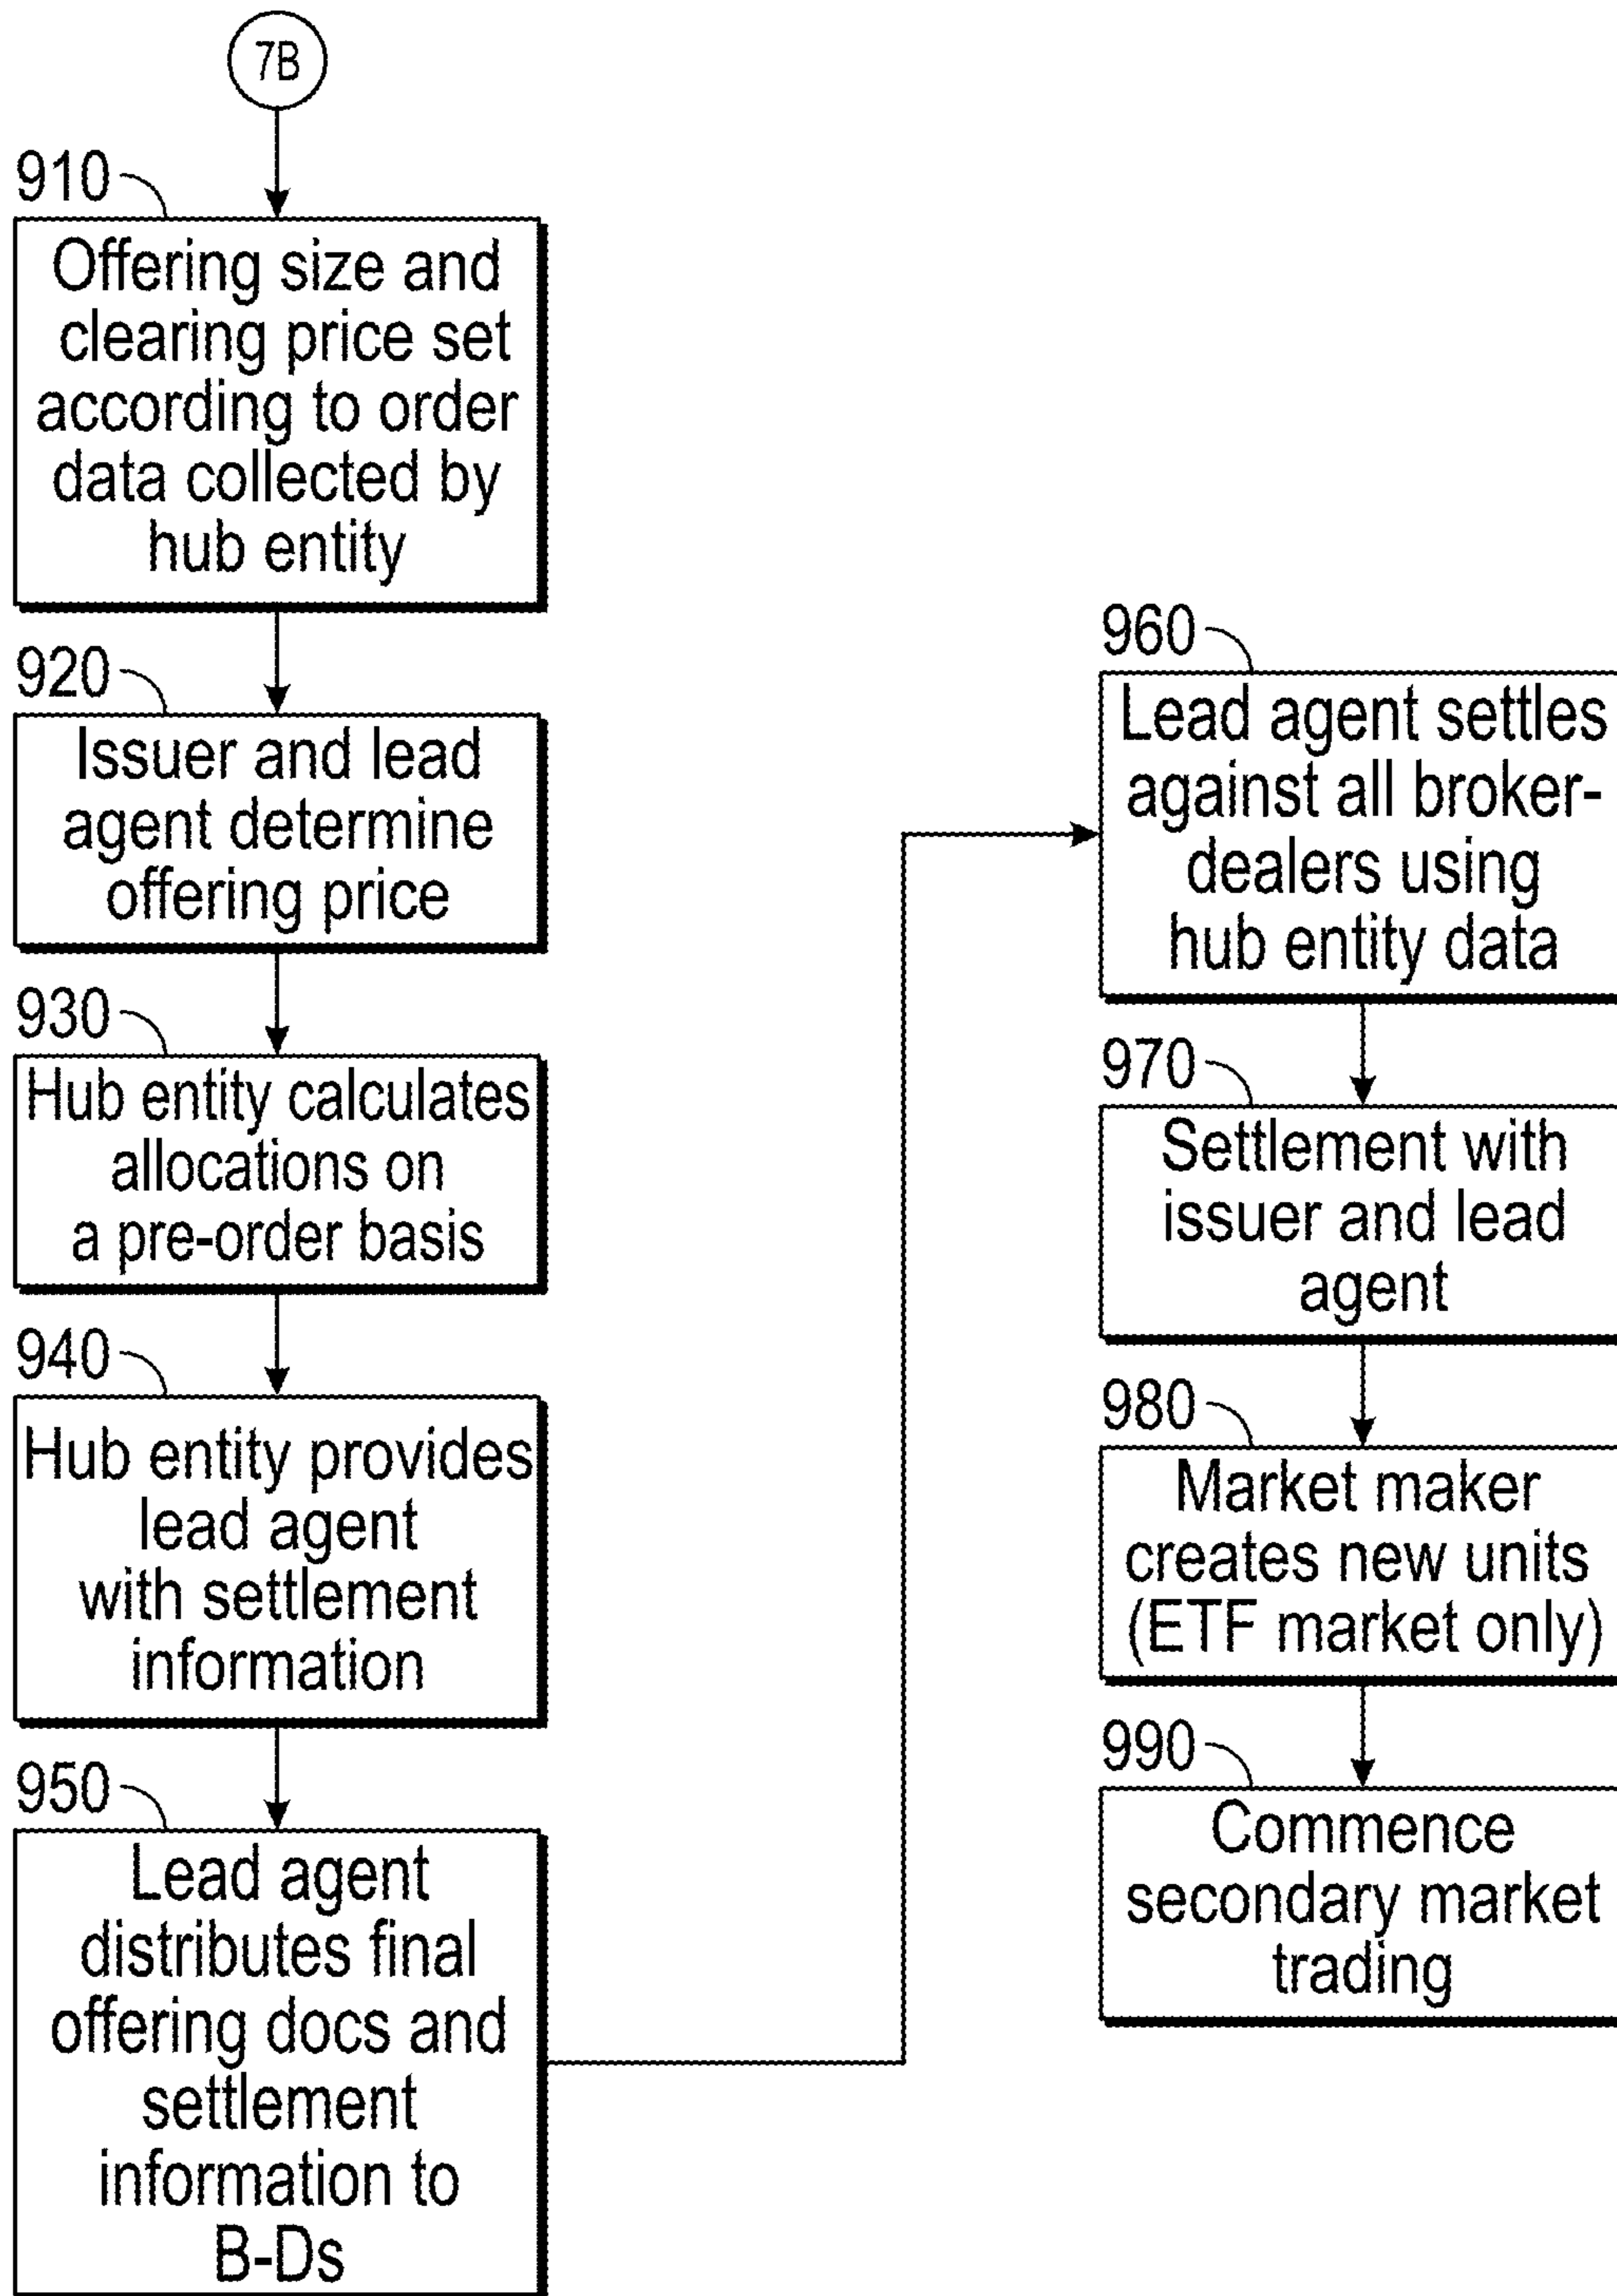 7B
910
Offering size and
clearing price set
according to order
data collected by
hub entity
920
Issuer and lead
agent determine
offering price
930
Hub entity calculates
allocations on
a pre-order basis
940
Hub entity provides
lead agent
with settlement
information
950
Lead agent
distributes final
offering docs and
settlement
information to
B-Ds
960
Lead agent settles
against all broker-
dealers using
hub entity data
970
Settlement with
issuer and lead
agent
980
Market maker
creates new units
(ETF market only)
990
Commence
secondary market
trading